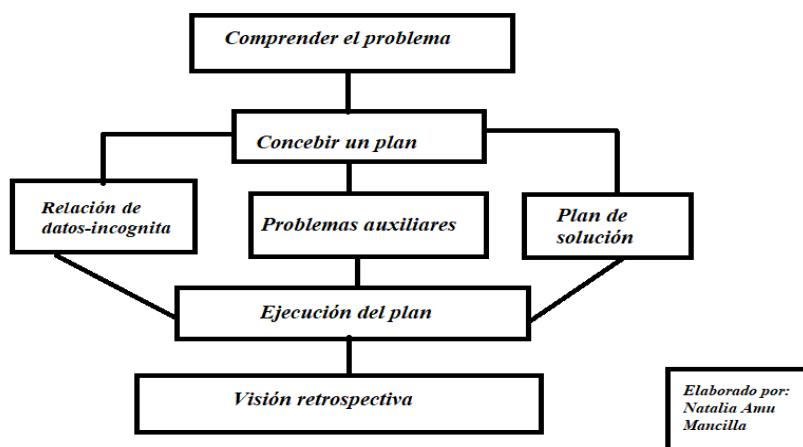 Comprender el problema
Concebir un plan
Relación de
datos-incognita
Problemas auxiliares
Plan de
solución
Ejecución del plan
Visión retrospectiva
Elaborado por:
Natalia Amu
Mancilla